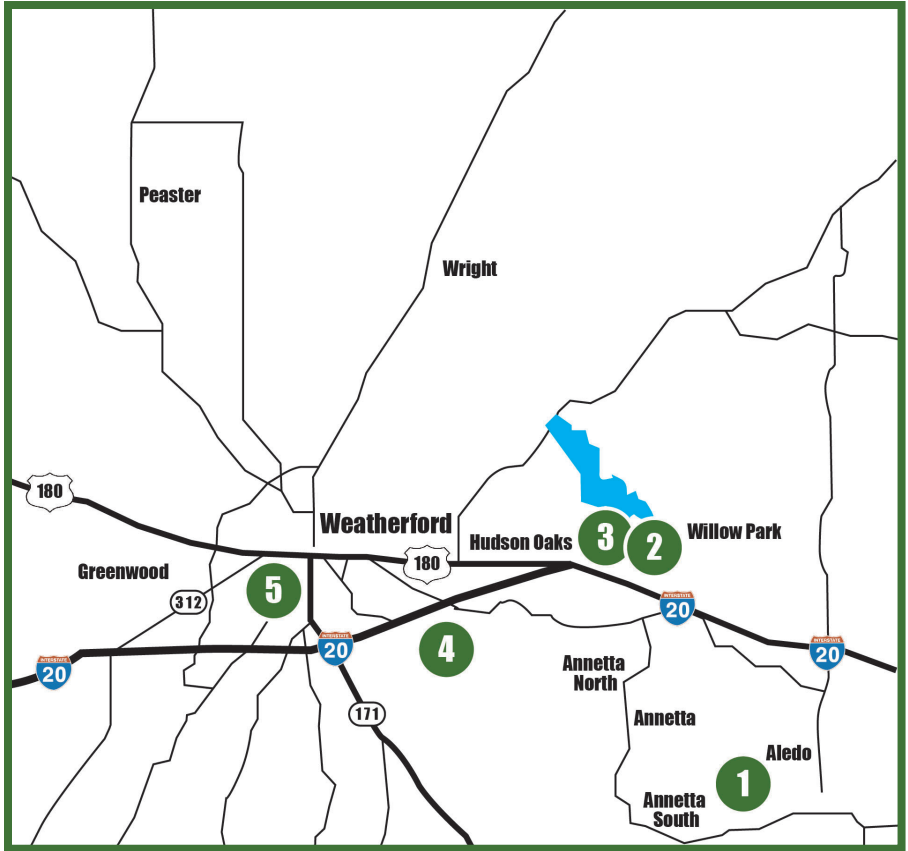 Peaster
Wright
180
Weatherford
Hudson Oaks
3
2
Willow Park
180
Greenwood
312
5
INTERSTATE
20
INTERSTATE
20
4
INTERSTATE
20
INTERSTATE
20
Annetta
North
171
Annetta
Aledo
1
Annetta
South